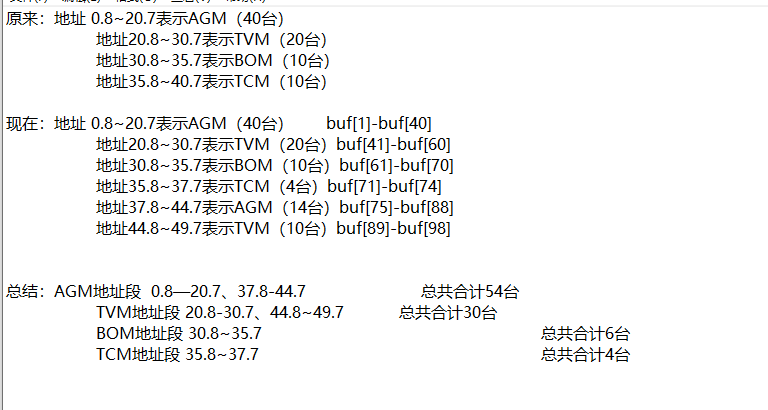 原来：地址 0.8~20.7表示AGM（40台）
地址20.8~30.7表示TVM（20台）
地址30.8~35.7表示BOM（10台）
地址35.8~40.7表示TCM（10台）
现在：地址 0.8~20.7表示AGM（40台） buf[1]-buf[40]
地址20.8~30.7表示TVM（20台）buf[41]-buf[60]
地址30.8~35.7表示BOM（10台）buf[61]-buf[70]
地址35.8~37.7表示TCM（4台）buf[71]-buf[74]
地址37.8~44.7表示AGM（14台）buf[75]-buf[88]
地址44.8~49.7表示TVM（10台）buf[89]-buf[98]
总结：AGM地址段 0.8—20.7、37.8-44.7 总共合计54台
TVM地址段 20.8-30.7、44.8~49.7 总共合计30台
BOM地址段 30.8~35.7 总共合计6台
TCM地址段 35.8~37.7 总共合计4台